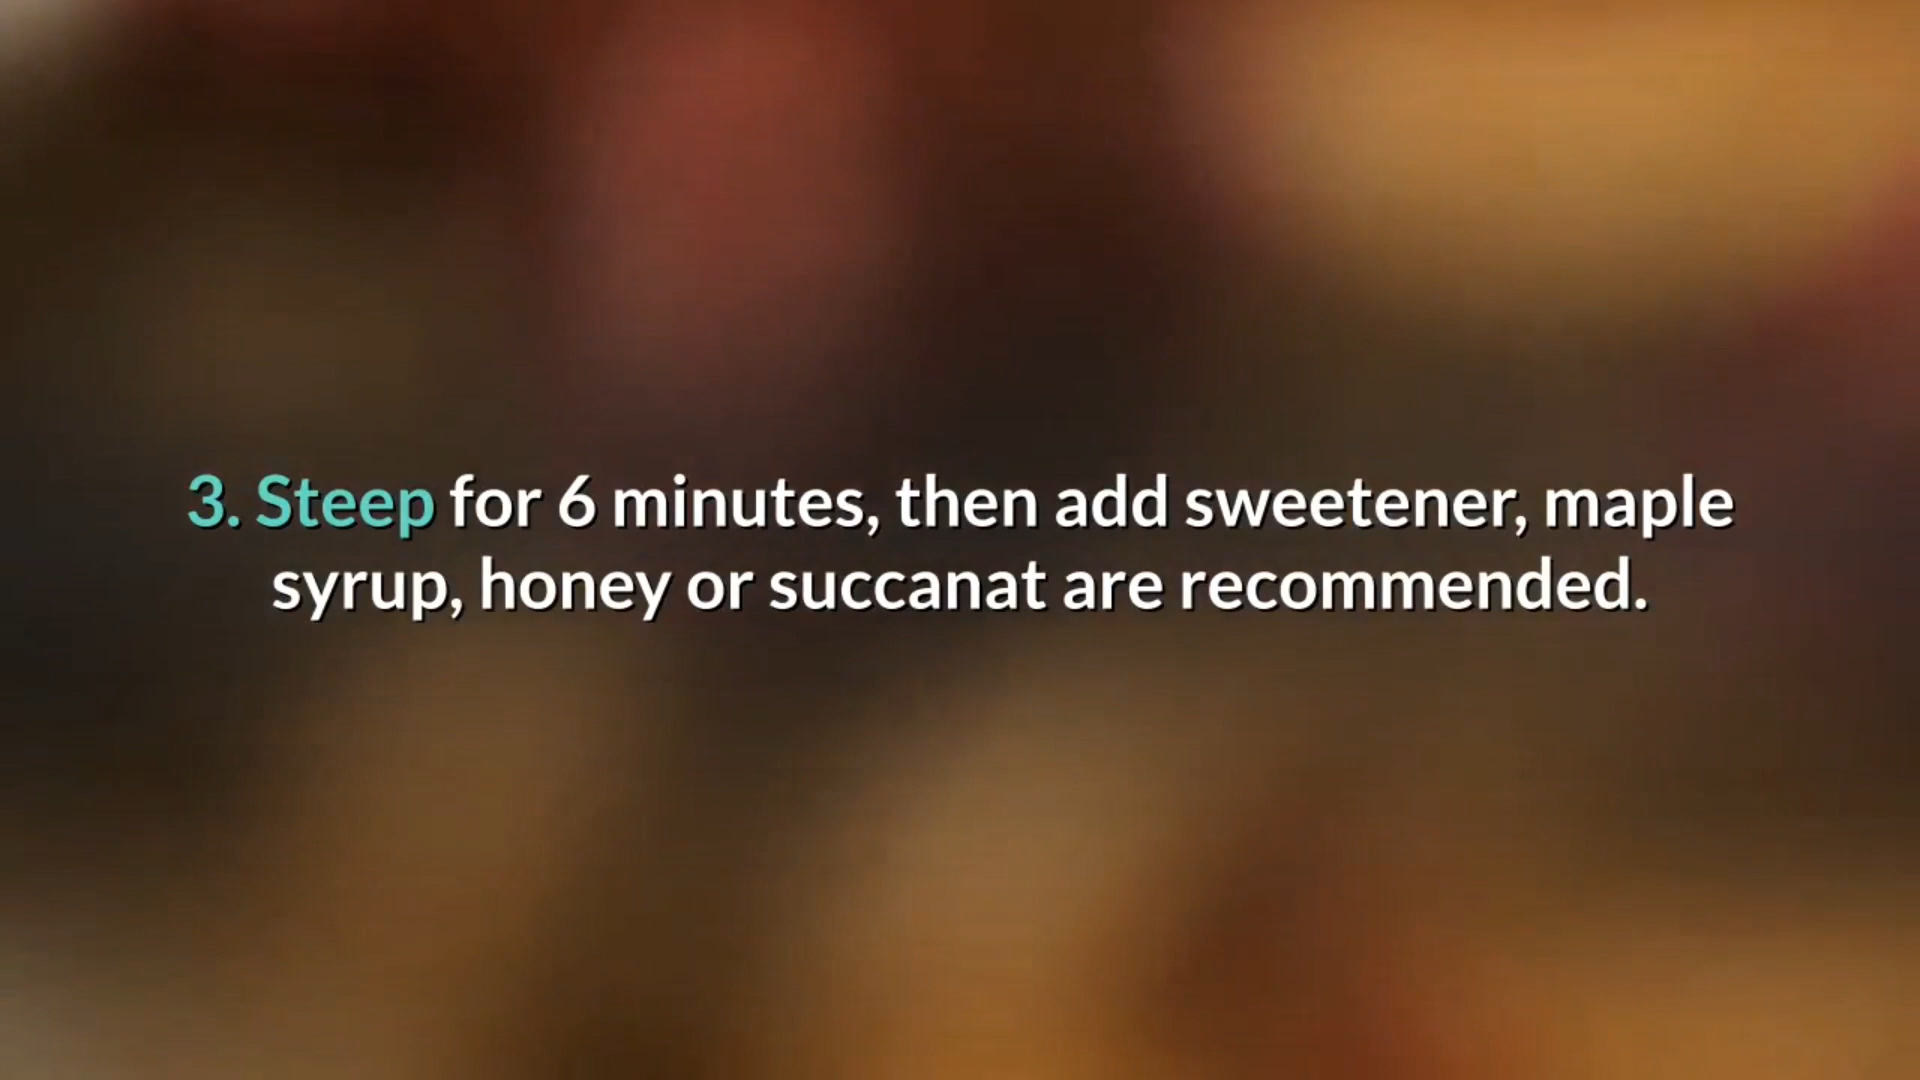 3. Steep for 6 minutes, then add sweetener, maple
syrup, honey or succanat are recommended.